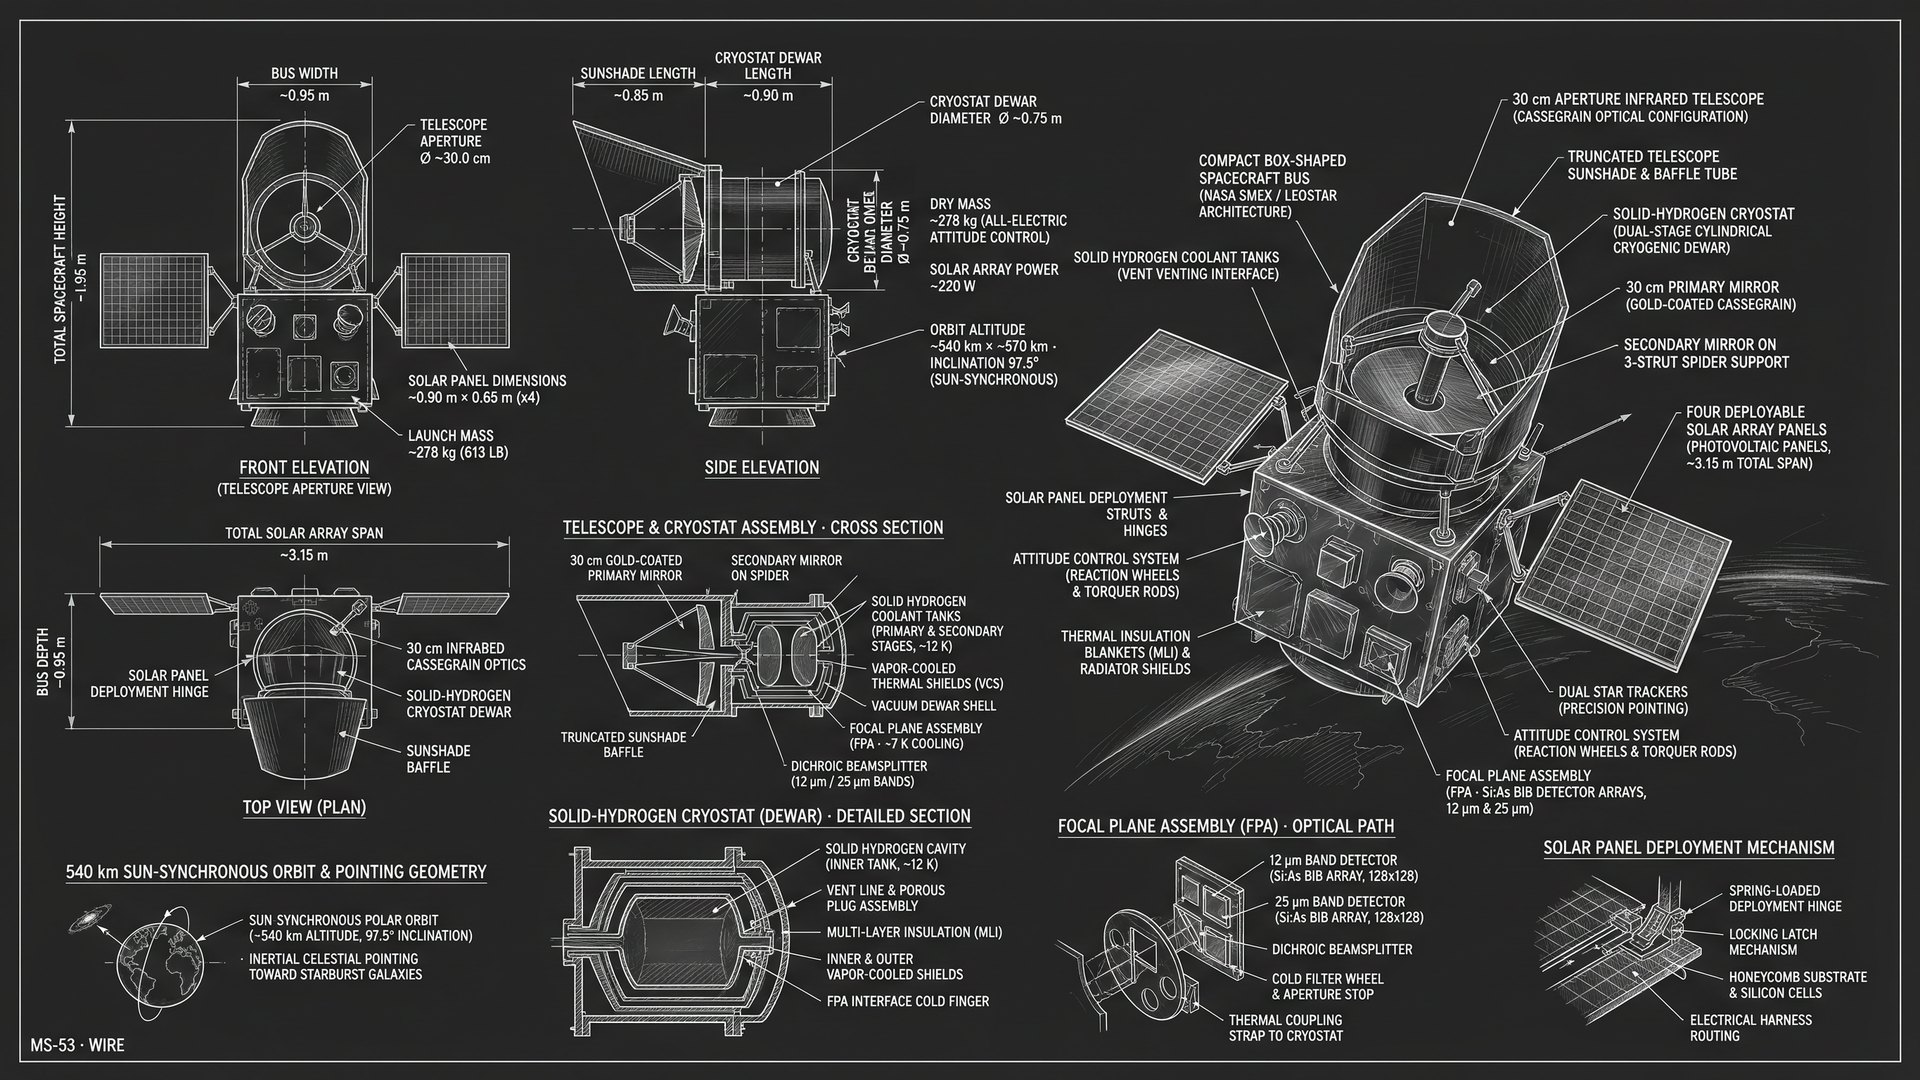 BUS WIDTH
~0.95 m
TELESCOPE
APERTURE
Ø ~30.0 cm
TOTAL SPACECRAFT HEIGHT
~1.95 m
SOLAR PANEL DIMENSIONS
~0.90 m × 0.65 m (x4)
LAUNCH MASS
~278 kg (613 LB)
FRONT ELEVATION
(TELESCOPE APERTURE VIEW)
SUNSHADE LENGTH
~0.85 m
CRYOSTAT DEWAR
LENGTH
~0.90 m
CRYOSTAT DEWAR
DIAMETER Ø ~0.75 m
DIAMETER
Ø~0.75 m
DRY MASS
~278 kg (ALL-ELECTRIC
ATTITUDE CONTROL)
SOLAR ARRAY POWER
~220 W
ORBIT ALTITUDE
~540 km × ~570 km ·
INCLINATION 97.5°
(SUN-SYNCHRONOUS)
SIDE ELEVATION
30 cm APERTURE INFRARED TELESCOPE
(CASSEGRAIN OPTICAL CONFIGURATION)
TRUNCATED TELESCOPE
SUNSHADE & BAFFLE TUBE
COMPACT BOX-SHAPED
SPACECRAFT BUS
(NASA SMEX / LEOSTAR
ARCHITECTURE)
SOLID-HYDROGEN CRYOSTAT
(DUAL-STAGE CYLINDRICAL
CRYOGENIC DEWAR)
SOLID HYDROGEN COOLANT TANKS
(VENT VENTING INTERFACE)
30 cm PRIMARY MIRROR
(GOLD-COATED CASSEGRAIN)
SECONDARY MIRROR ON
3-STRUT SPIDER SUPPORT
FOUR DEPLOYABLE
SOLAR ARRAY PANELS
(PHOTOVOLTAIC PANELS,
~3.15 m TOTAL SPAN)
SOLAR PANEL DEPLOYMENT
STRUTS &
HINGES
ATTITUDE CONTROL SYSTEM
(REACTION WHEELS
& TORQUER RODS)
THERMAL INSULATION
BLANKETS (MLI) &
RADIATOR SHIELDS
DUAL STAR TRACKERS
(PRECISION POINTING)
ATTITUDE CONTROL SYSTEM
(REACTION WHEELS & TORQUER RODS)
FOCAL PLANE ASSEMBLY
(FPA · Si:As BIB DETECTOR ARRAYS,
12 µm & 25 µm)
TOTAL SOLAR ARRAY SPAN
~3.15 m
BUS DEPTH
~0.95 m
SOLAR PANEL
DEPLOYMENT HINGE
30 cm INFRABED
CASSEGRAIN OPTICS
SOLID-HYDROGEN
CRYOSTAT DEWAR
SUNSHADE
BAFFLE
TOP VIEW (PLAN)
TELESCOPE & CRYOSTAT ASSEMBLY · CROSS SECTION
30 cm GOLD-COATED
PRIMARY MIRROR
SECONDARY MIRROR
ON SPIDER
SOLID HYDROGEN
COOLANT TANKS
(PRIMARY & SECONDARY
STAGES, ~12 K)
VAPOR-COOLED
THERMAL SHIELDS (VCS)
VACUUM DEWAR SHELL
FOCAL PLANE ASSEMBLY
(FPA · ~7 K COOLING)
TRUNCATED SUNSHADE
BAFFLE
DICHROIC BEAMSPLITTER
(12 µm / 25 µm BANDS)
540 km SUN-SYNCHRONOUS ORBIT & POINTING GEOMETRY
SUN SYNCHRONOUS POLAR ORBIT
(~540 km ALTITUDE, 97.5° INCLINATION)
· INERTIAL CELESTIAL POINTING
TOWARD STARBURST GALAXIES
SOLID-HYDROGEN CRYOSTAT (DEWAR) · DETAILED SECTION
SOLID HYDROGEN CAVITY
(INNER TANK, ~12 K)
VENT LINE & POROUS
PLUG ASSEMBLY
MULTI-LAYER INSULATION (MLI)
INNER & OUTER
VAPOR-COOLED SHIELDS
FPA INTERFACE COLD FINGER
FOCAL PLANE ASSEMBLY (FPA) · OPTICAL PATH
12 µm BAND DETECTOR
(Si:As BIB ARRAY, 128x128)
25 µm BAND DETECTOR
(Si:As BIB ARRAY, 128x128)
DICHROIC BEAMSPLITTER
COLD FILTER WHEEL
& APERTURE STOP
THERMAL COUPLING
STRAP TO CRYOSTAT
SOLAR PANEL DEPLOYMENT MECHANISM
SPRING-LOADED
DEPLOYMENT HINGE
LOCKING LATCH
MECHANISM
HONEYCOMB SUBSTRATE
& SILICON CELLS
ELECTRICAL HARNESS
ROUTING
MS-53 · WIRE